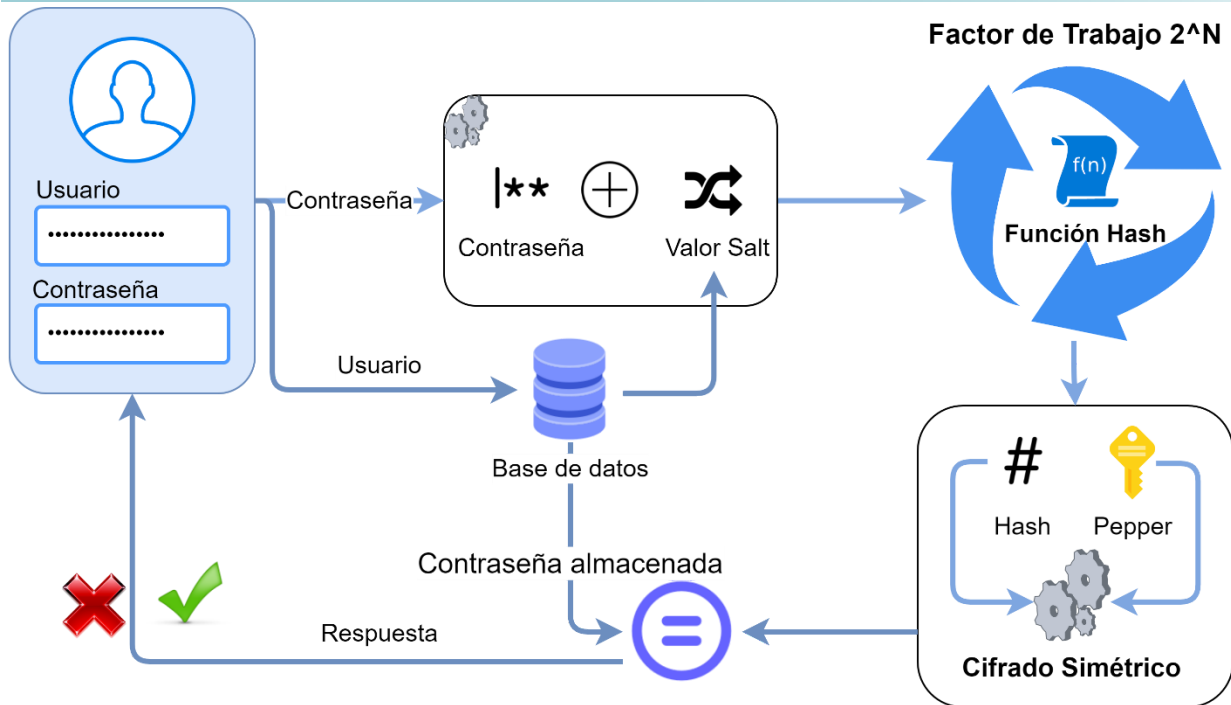 Factor de Trabajo 2^N
Usuario
••••••••••••••••
Contraseña
••••••••••••••••
Contraseña
|**
Contraseña
Valor Salt
f(n)
Función Hash
Usuario
Base de datos
#
Hash
Pepper
Contraseña almacenada
Respuesta
Cifrado Simétrico